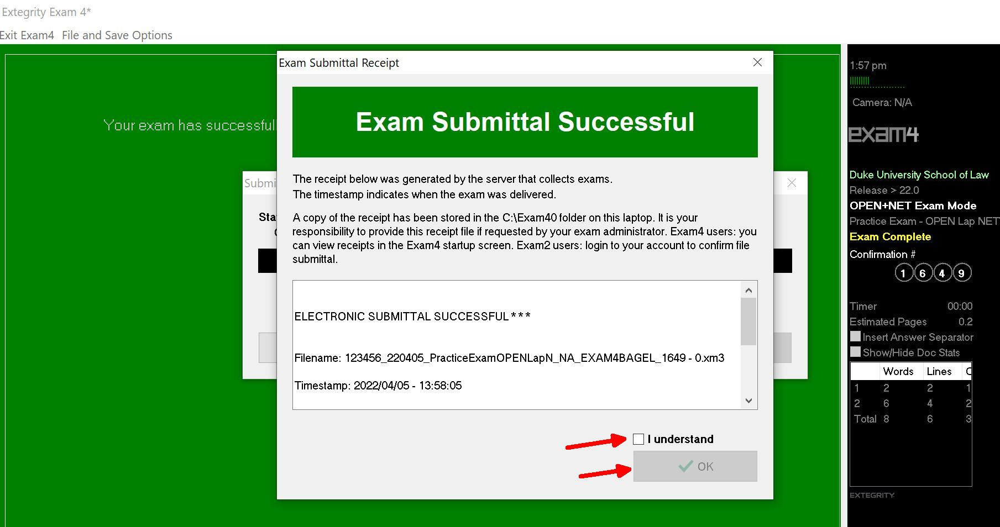 Extegrity Exam 4*
Exit Exam4 File and Save Options
Exam Submittal Receipt
Exam Submittal Successful
Your exam has successful
The receipt below was generated by the server that collects exams.
The timestamp indicates when the exam was delivered.
Submi
Sta
A copy of the receipt has been stored in the C:\Exam40 folder on this laptop. It is your
responsibility to provide this receipt file if requested by your exam administrator. Exam4 users: you
can view receipts in the Exam4 startup screen. Exam2 users: login to your account to confirm file
submittal.
ELECTRONIC SUBMITTAL SUCCESSFUL***
Filename: 123456_220405_PracticeExamOPENLapN_NA_EXAM4BAGEL_1649 - 0.xm3
Timestamp: 2022/04/05 - 13:58:05
I understand
OK
1:57 pm
Camera: N/A
exam4
Duke University School of Law
Release > 22.0
OPEN+NET Exam Mode
Practice Exam - OPEN Lap NET
Exam Complete
Confirmation #
1 6 4 9
Timer 00:00
Estimated Pages 0.2
Insert Answer Separator
Show/Hide Doc Stats
Words Lines C
1 2 2 1
2 6 4 2
Total 8 6 3
EXTEGRITY